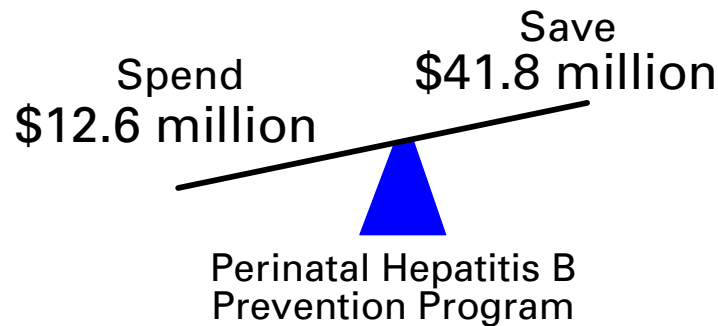 Save
$41.8 million
Spend
$12.6 million
Perinatal Hepatitis B
Prevention Program